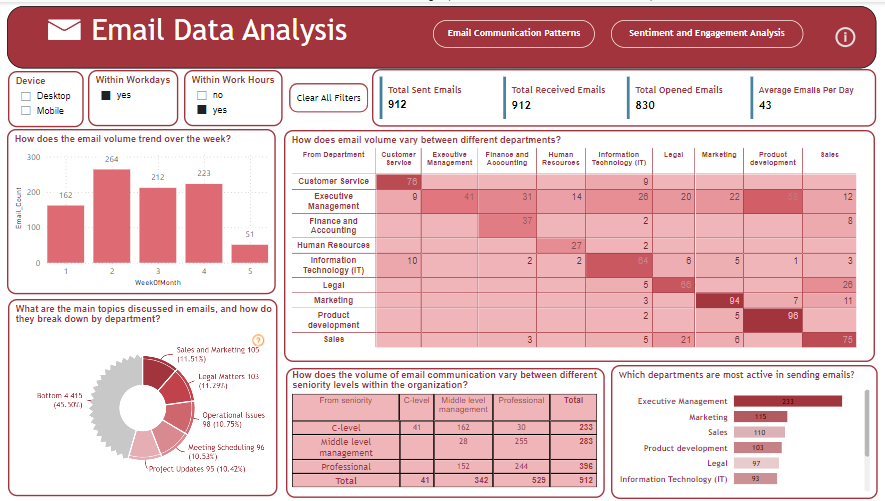 Email Data Analysis
Email Communication Patterns
Sentiment and Engagement Analysis
Device
Desktop
Mobile
Within Workdays
yes
Within Work Hours
no
yes
Clear All Filters
Total Sent Emails
912
Total Received Emails
912
Total Opened Emails
830
Average Emails Per Day
43
How does the email volume trend over the week?
Email_Count
300
200
100
0
162
264
212
223
51
1 2 3 4 5
WeekOfMonth
How does email volume vary between different departments?
From Department Customer Service Executive Management Finance and Accounting Human Resources Information Technology (IT) Legal Marketing Product development Sales
Customer Service 76 9
Executive Management 9 41 31 14 26 20 22 12
Finance and Accounting 37 2 8
Human Resources 27 2
Information Technology (IT) 10 2 2 64 6 5 1 3
Legal 5 66 26
Marketing 3 94 7 11
Product development 2 5 96
Sales 3 5 21 6 75
What are the main topics discussed in emails, and how do
they break down by department?
Sales and Marketing 105
(11.51%)
Legal Matters 103
(11.29%)
Operational Issues
98 (10.75%)
Meeting Scheduling 96
(10.53%)
Project Updates 95 (10.42%)
Bottom 4 415
(45.50%)
How does the volume of email communication vary between different
seniority levels within the organization?
From seniority C-level Middle level management Professional Total
C-level 41 162 30 233
Middle level management 28 255 283
Professional 152 244 396
Total 41 342 529 912
Which departments are most active in sending emails?
Executive Management 233
Marketing 115
Sales 110
Product development 103
Legal 97
Information Technology (IT) 93